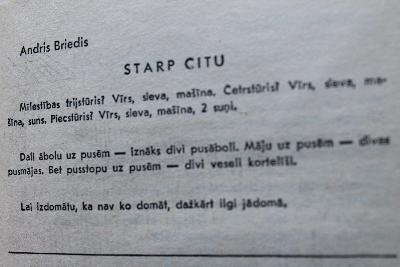 Andris Briedis
STARP CITU
Mīlestības trijstūris? Vīrs, sieva, mašīna. Četrstūris? Vīrs, sieva, ma-
šīna, suns. Piecstūris? Vīrs, sieva, mašīna, 2 suņi.
Dali ābolu uz pusēm — iznāks divi pusāboli. Māju uz pusēm — divas
pusmājas. Bet pusstopu uz pusēm — divi veseli kortelīši.
Lai izdomātu, ka nav ko domāt, dažkārt ilgi jādomā.